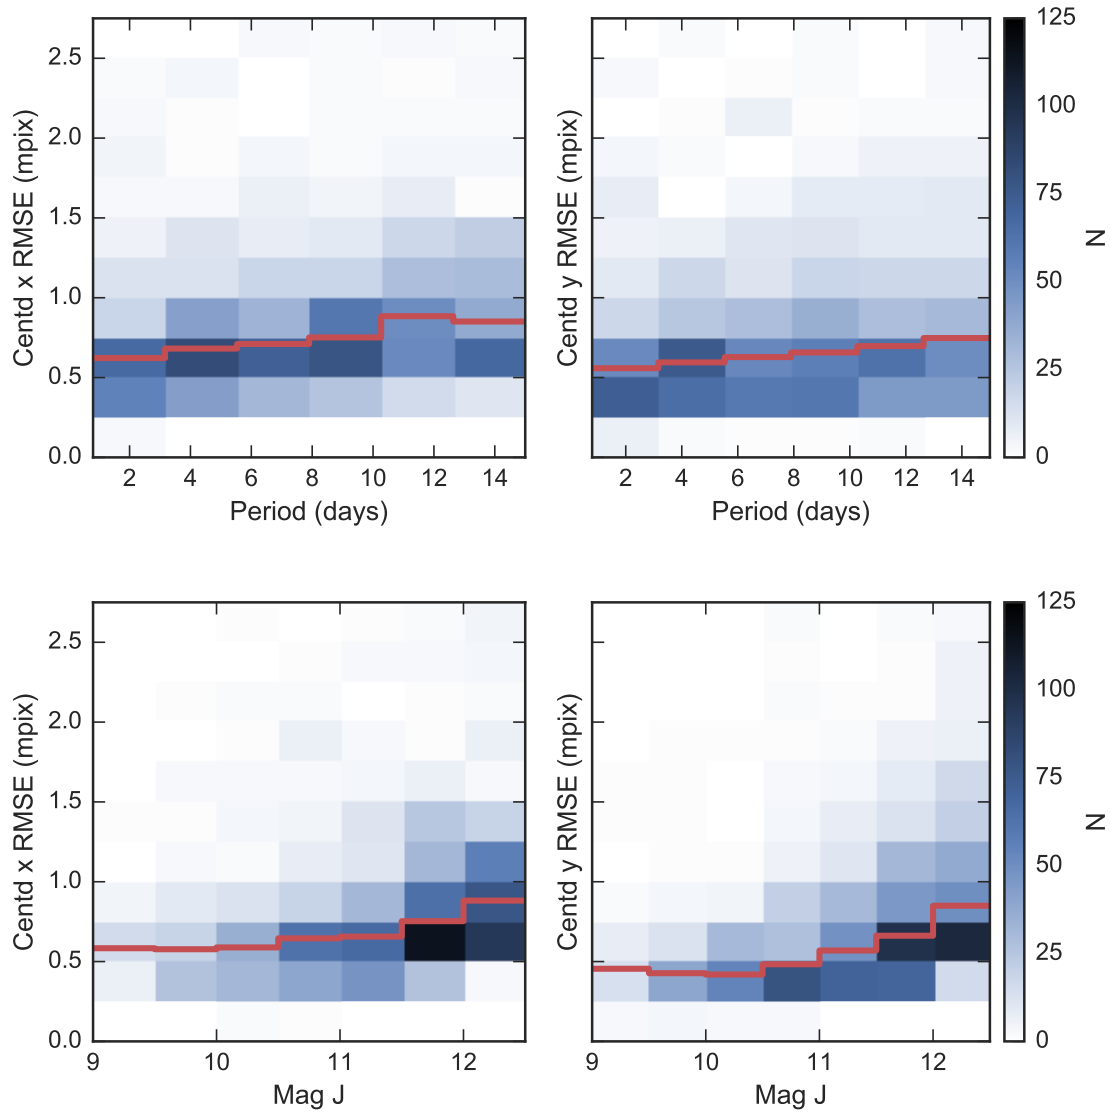 125
2.5
100
2.0
Centd x RMSE (mpix)
Centd y RMSE (mpix)
75
1.5
N
1.0
50
0.5
25
0.0
0
2 4 6 8 10 12 14
2 4 6 8 10 12 14
Period (days)
Period (days)
125
2.5
100
2.0
Centd x RMSE (mpix)
Centd y RMSE (mpix)
75
1.5
N
1.0
50
0.5
25
0.0
0
9 10 11 12
9 10 11 12
Mag J
Mag J